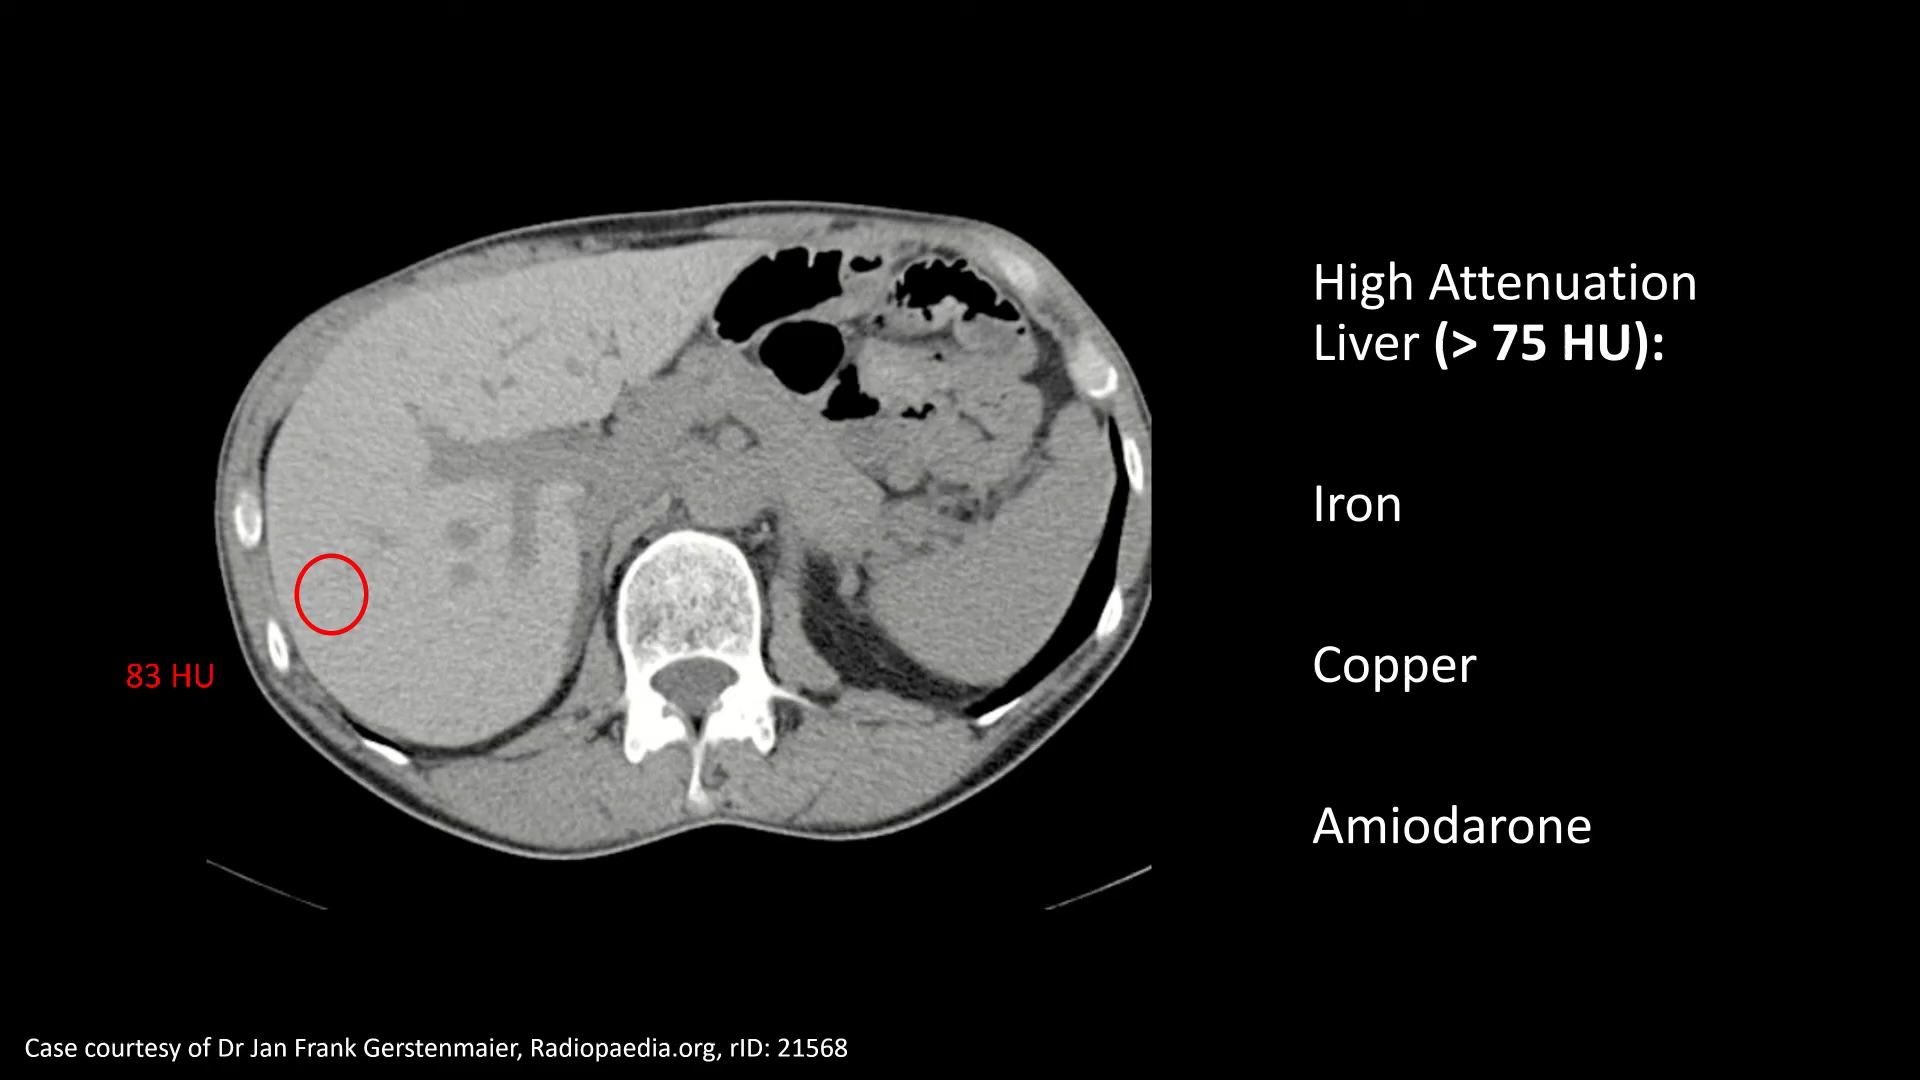 High Attenuation
Liver (> 75 HU):
Iron
83 HU
Copper
Amiodarone
Case courtesy of Dr Jan Frank Gerstenmaier, Radiopaedia.org, rID: 21568